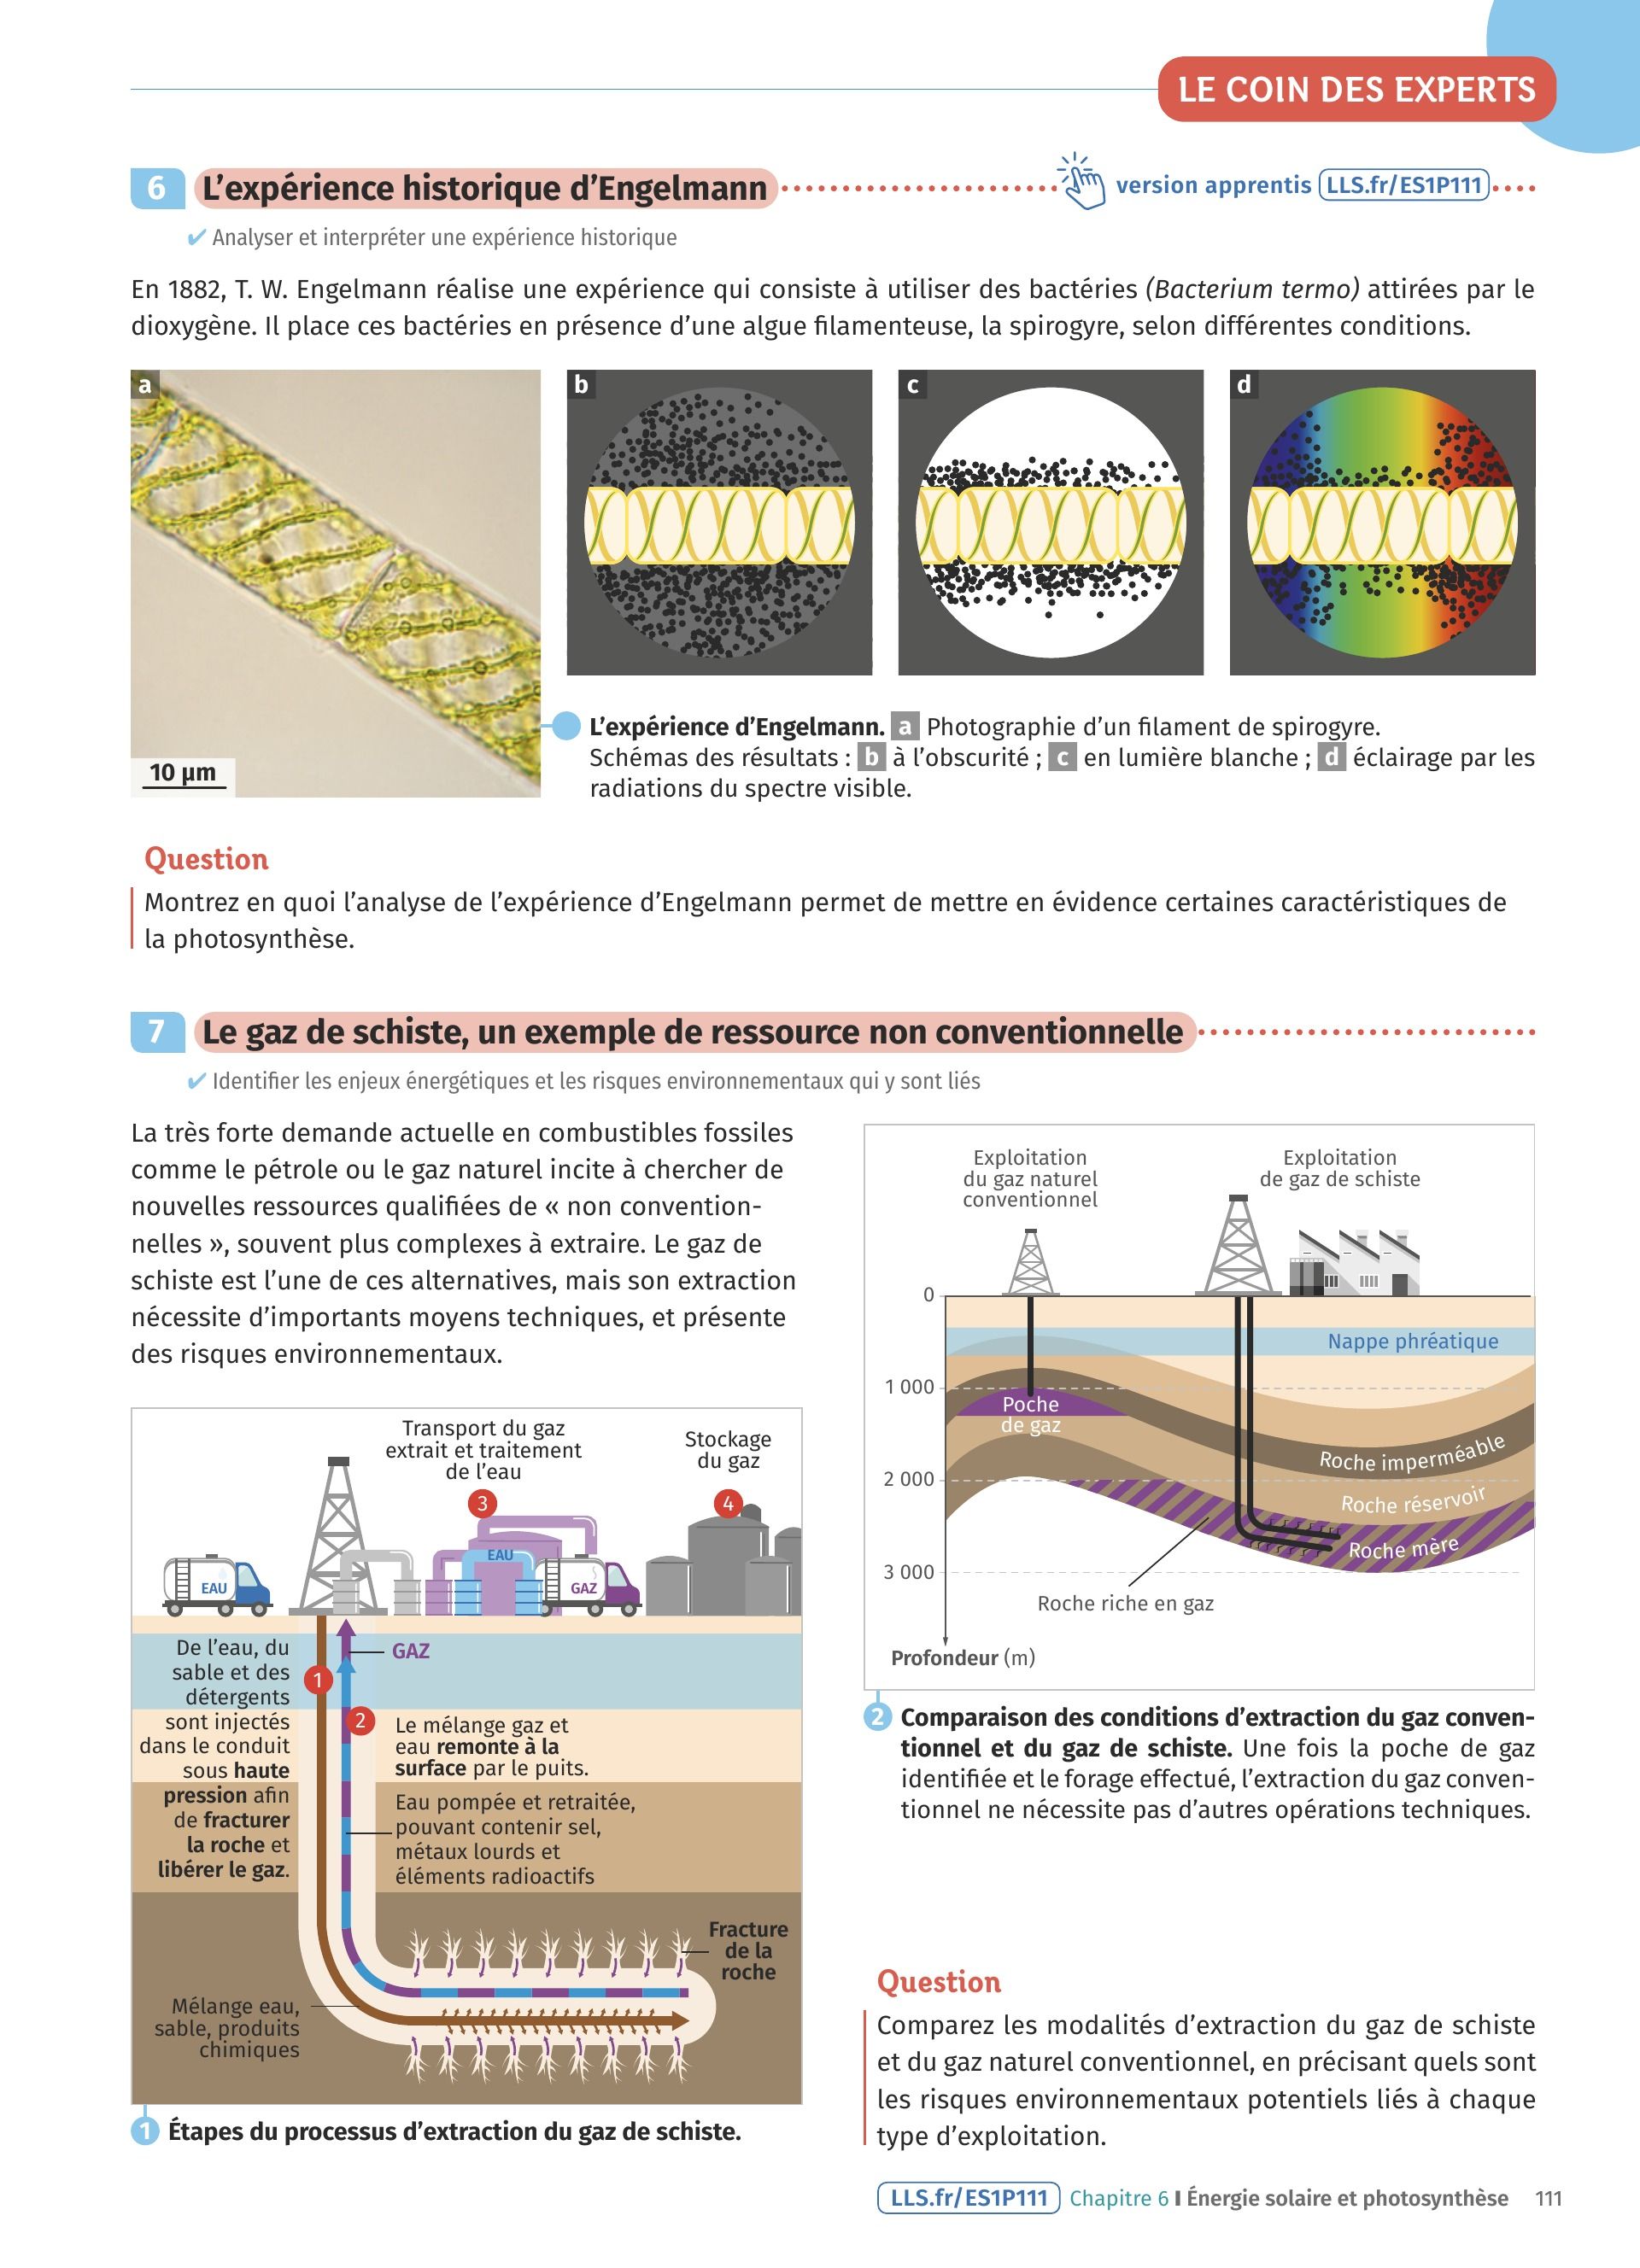 LE COIN DES EXPERTS
6 L’expérience historique d’Engelmann
version apprentis LLS.fr/ES1P111
✔ Analyser et interpréter une expérience historique
En 1882, T. W. Engelmann réalise une expérience qui consiste à utiliser des bactéries (Bacterium termo) attirées par le
dioxygène. Il place ces bactéries en présence d’une algue filamenteuse, la spirogyre, selon différentes conditions.
a
b
c
d
10 µm
L’expérience d’Engelmann. a Photographie d’un filament de spirogyre.
Schémas des résultats : b à l’obscurité ; c en lumière blanche ; d éclairage par les
radiations du spectre visible.
Question
Montrez en quoi l’analyse de l’expérience d’Engelmann permet de mettre en évidence certaines caractéristiques de
la photosynthèse.
7 Le gaz de schiste, un exemple de ressource non conventionnelle
✔ Identifier les enjeux énergétiques et les risques environnementaux qui y sont liés
La très forte demande actuelle en combustibles fossiles
comme le pétrole ou le gaz naturel incite à chercher de
nouvelles ressources qualifiées de « non convention-
nelles », souvent plus complexes à extraire. Le gaz de
schiste est l’une de ces alternatives, mais son extraction
nécessite d’importants moyens techniques, et présente
des risques environnementaux.
Transport du gaz
extrait et traitement
de l’eau
3
Stockage
du gaz
4
EAU
EAU
GAZ
De l’eau, du
sable et des
détergents
sont injectés
dans le conduit
sous haute
pression afin
de fracturer
la roche et
libérer le gaz.
1
GAZ
2
Le mélange gaz et
eau remonte à la
surface par le puits.
Eau pompée et retraitée,
pouvant contenir sel,
métaux lourds et
éléments radioactifs
Fracture
de la
roche
Mélange eau,
sable, produits
chimiques
1 Étapes du processus d’extraction du gaz de schiste.
Exploitation
du gaz naturel
conventionnel
Exploitation
de gaz de schiste
0
Nappe phréatique
1 000
Poche
de gaz
Roche imperméable
2 000
Roche réservoir
Roche mère
3 000
Roche riche en gaz
Profondeur (m)
2 Comparaison des conditions d’extraction du gaz conven-
tionnel et du gaz de schiste. Une fois la poche de gaz
identifiée et le forage effectué, l’extraction du gaz conven-
tionnel ne nécessite pas d’autres opérations techniques.
Question
Comparez les modalités d’extraction du gaz de schiste
et du gaz naturel conventionnel, en précisant quels sont
les risques environnementaux potentiels liés à chaque
type d’exploitation.
LLS.fr/ES1P111 Chapitre 6 I Énergie solaire et photosynthèse 111